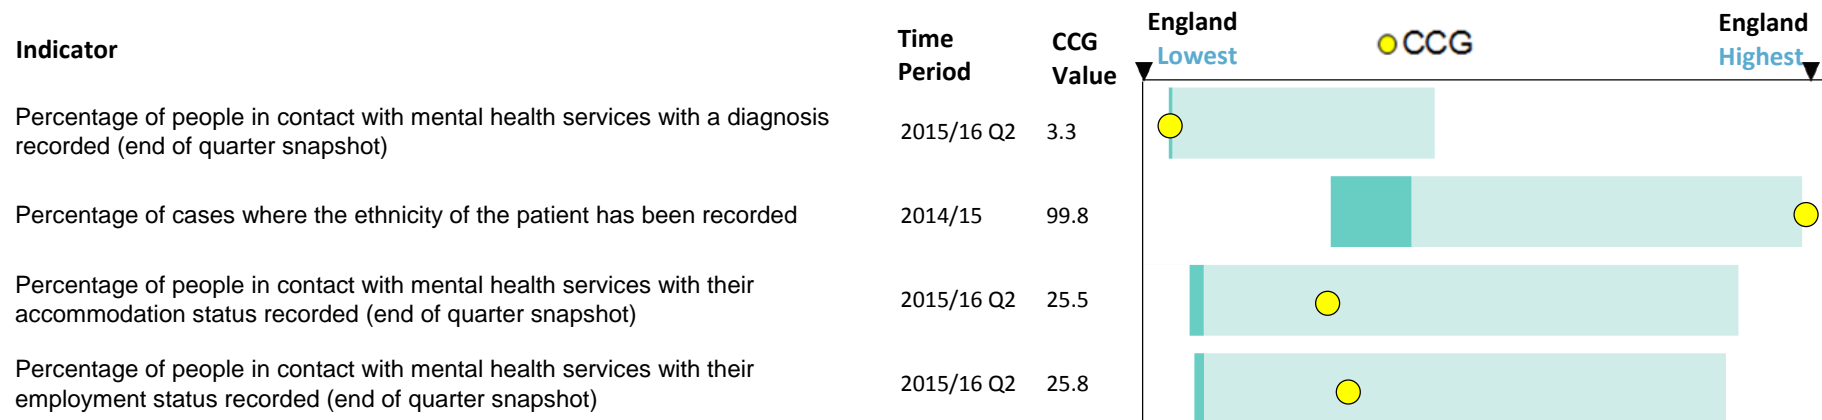 Indicator
Time Period
CCG Value
England Lowest
CCG
England Highest
Percentage of people in contact with mental health services with a diagnosis
recorded (end of quarter snapshot)
2015/16 Q2
3.3
Percentage of cases where the ethnicity of the patient has been recorded
2014/15
99.8
Percentage of people in contact with mental health services with their
accommodation status recorded (end of quarter snapshot)
2015/16 Q2
25.5
Percentage of people in contact with mental health services with their
employment status recorded (end of quarter snapshot)
2015/16 Q2
25.8